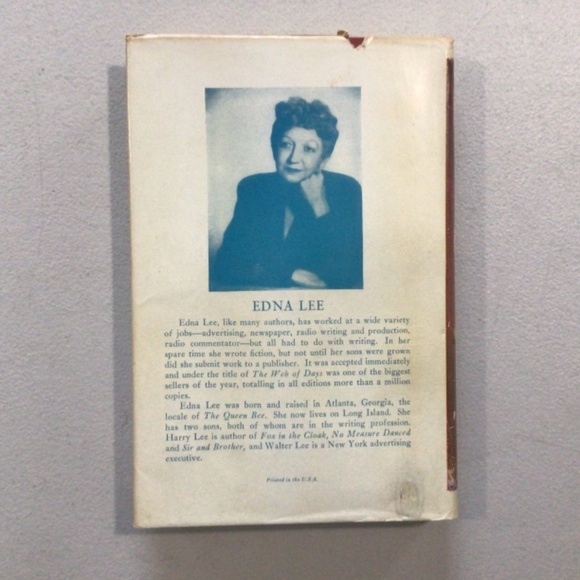 EDNA LEE
Edna Lee, like many authors, has worked at a wide variety
of jobs—advertising, newspaper, radio writing and production,
radio commentator—but all had to do with writing. In her
spare time she wrote fiction, but not until her sons were grown
did she submit work to a publisher. It was accepted immediately
and under the title of The Web of Days was one of the biggest
sellers of the year, totalling in all editions more than a million
copies.
Edna Lee was born and raised in Atlanta, Georgia, the
locale of The Queen Bee. She now lives on Long Island. She
has two sons, both of whom are in the writing profession.
Harry Lee is author of Fox in the Cloak, No Measure Danced
and Sir and Brother, and Walter Lee is a New York advertising
executive.
Printed in the U.S.A.